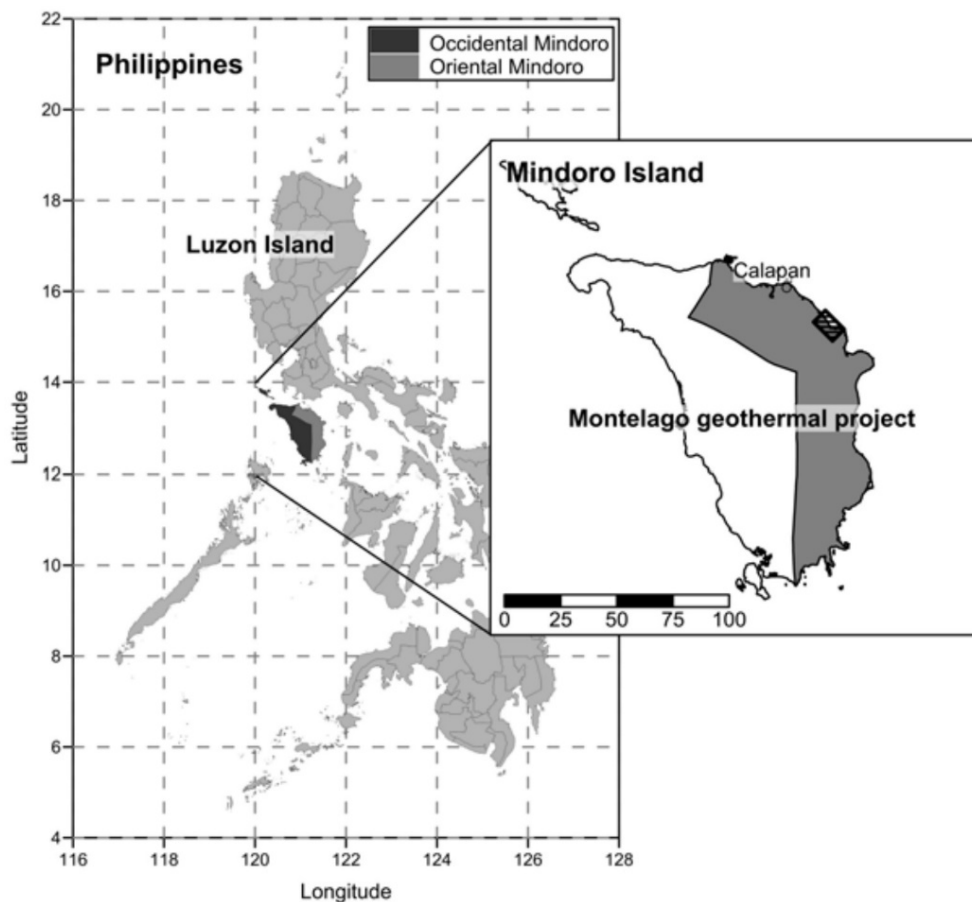 22
20
18
16
14
12
10
8
6
4
Latitude
116
118
120
122
124
126
128
Longitude
Philippines
Occidental Mindoro
Oriental Mindoro
Luzon Island
Mindoro Island
Calapan
Montelago geothermal project
0
25
50
75
100